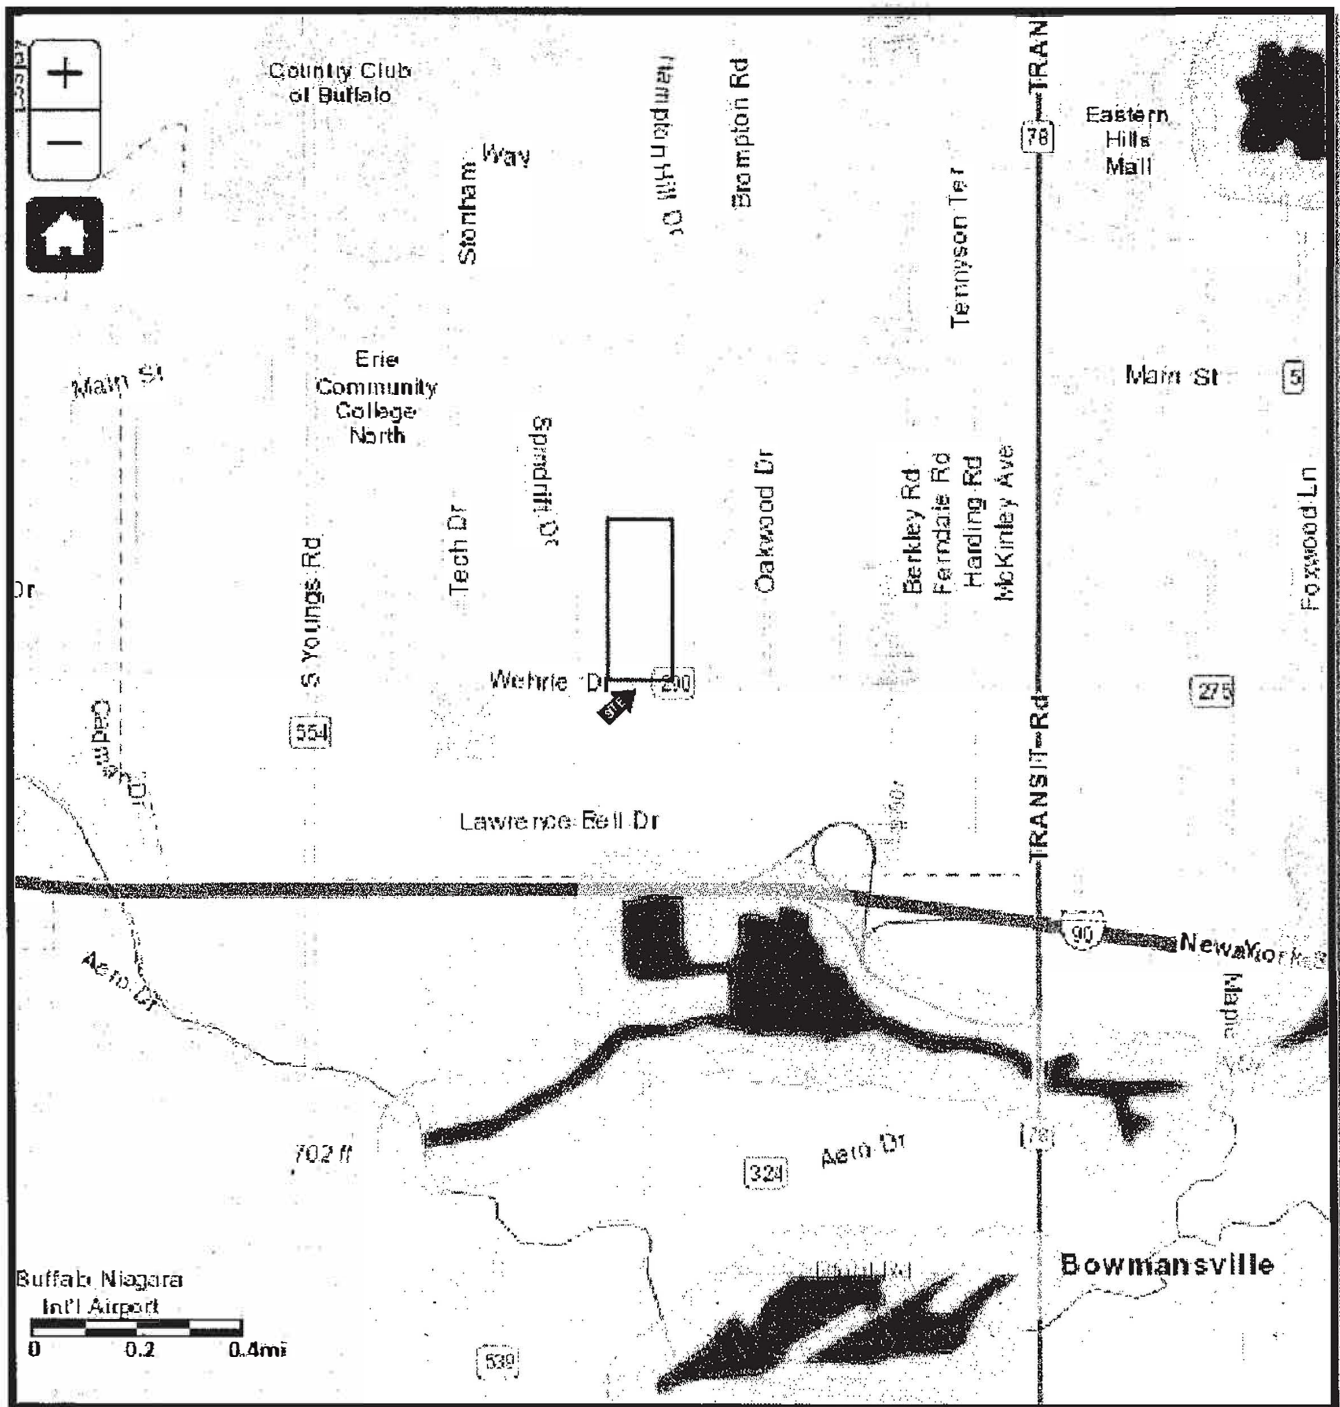 +
−
Country Club
of Buffalo
Stonham
Way
Hampton Hill Dr
Brompton Rd
TRAN
78
Eastern
Hills
Mall
Tennyson Ter
Main St
Erie
Community
College
North
Main St
5
Spindrift Dr
Tech Dr
S Youngs Rd
Oakwood Dr
Berkley Rd
Ferndale Rd
Harding Rd
McKinley Ave
Foxwood Ln
Dr
Wehrle Dr
290
SITE
275
554
Cadman Dr
TRANSIT Rd
Lawrence Bell Dr
90
New York S
Maple
Aero Dr
702 ft
324
Aero Dr
78
Bowmansville
Buffalo Niagara
Int'l Airport
0 0.2 0.4mi
539